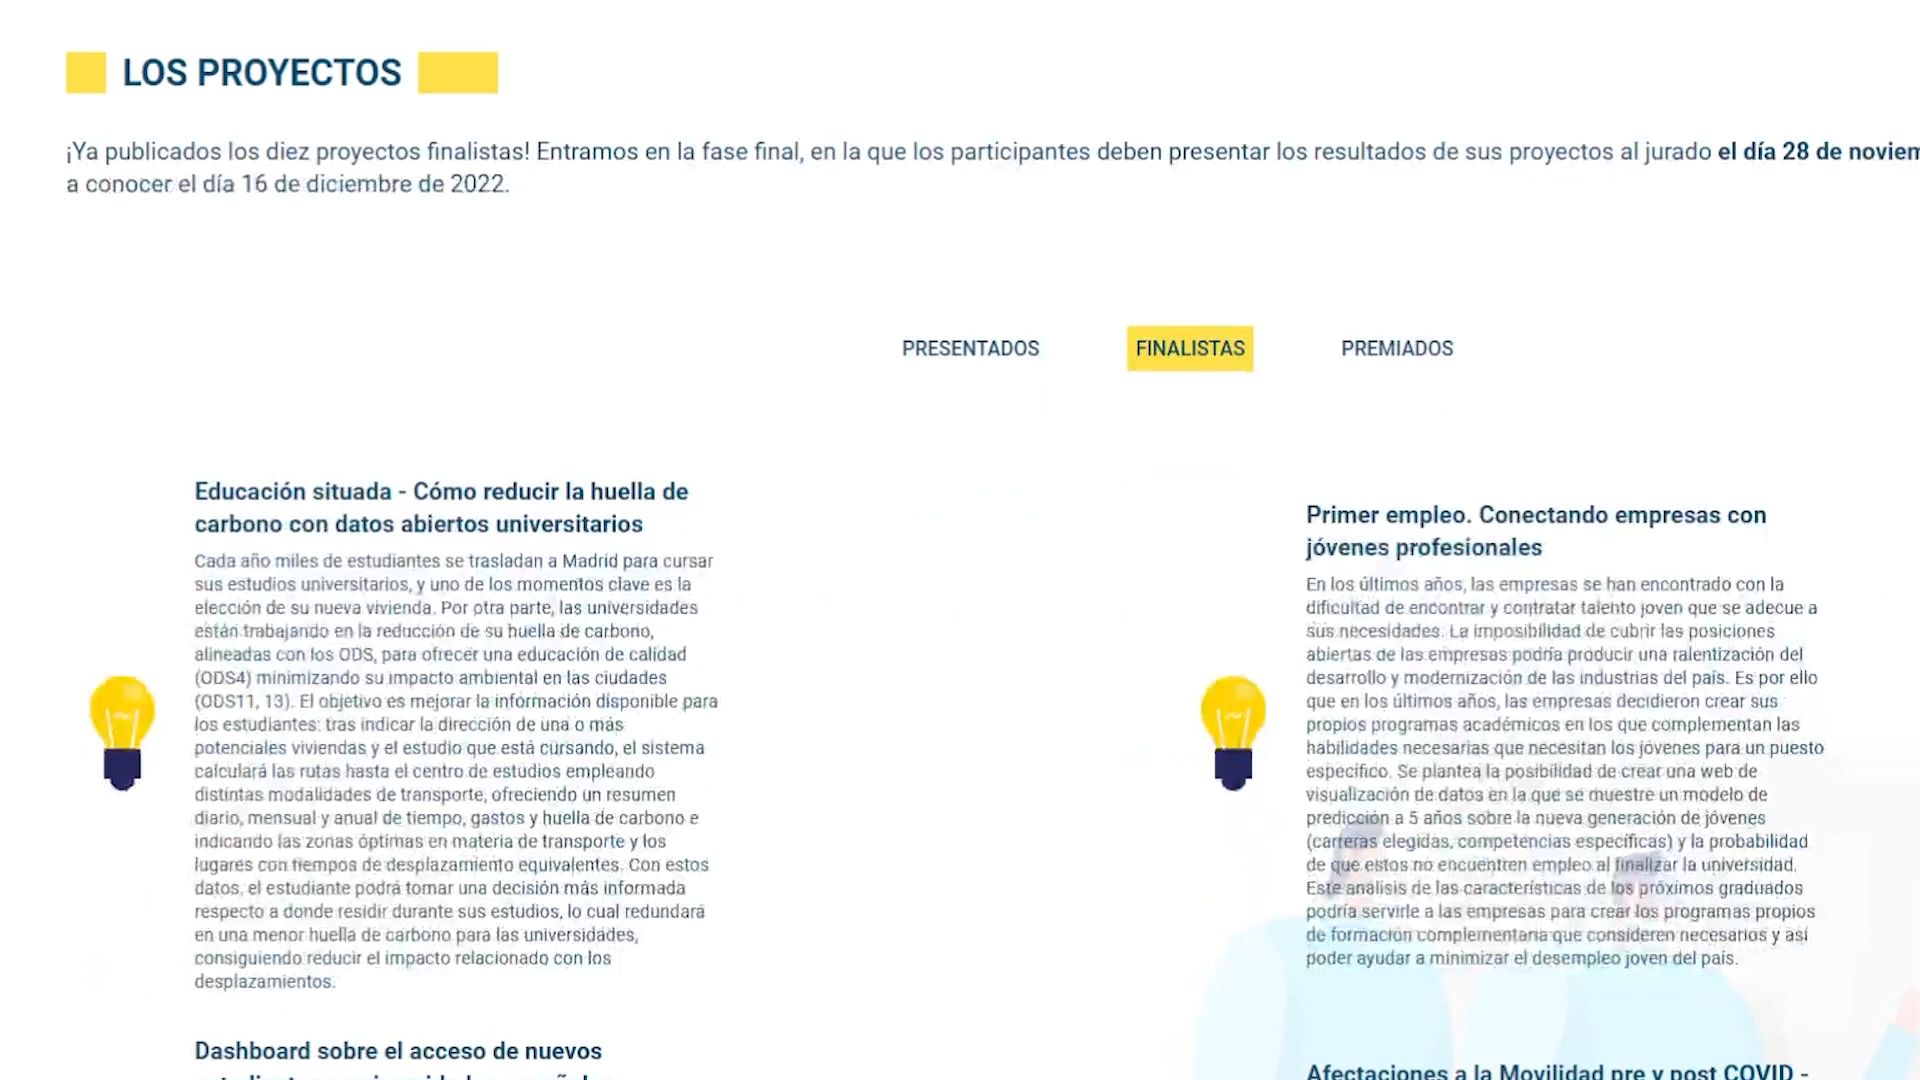 LOS PROYECTOS
¡Ya publicados los diez proyectos finalistas! Entramos en la fase final, en la que los participantes deben presentar los resultados de sus proyectos al jurado el día 28 de
a conocer el día 16 de diciembre de 2022.
PRESENTADOS
FINALISTAS
PREMIADOS
Educación situada - Cómo reducir la huella de
carbono con datos abiertos universitarios
Cada año miles de estudiantes se trasladan a Madrid para cursar
sus estudios universitarios, y uno de los momentos clave es la
elección de su nueva vivienda. Por otra parte, las universidades
están trabajando en la reducción de su huella de carbono,
alineadas con los ODS, para ofrecer una educación de calidad
(ODS4) minimizando su impacto ambiental en las ciudades
(ODS11, 13). El objetivo es mejorar la información disponible para
los estudiantes: tras indicar la dirección de una o más
potenciales viviendas y el estudio que está cursando, el sistema
calculará las rutas hasta el centro de estudios empleando
distintas modalidades de transporte, ofreciendo un resumen
diario, mensual y anual de tiempo, gastos y huella de carbono e
indicando las zonas óptimas en materia de transporte y los
lugares con tiempos de desplazamiento equivalentes. Con estos
datos, el estudiante podrá tomar una decisión más informada
respecto a donde residir durante sus estudios, lo cual redundará
en una menor huella de carbono para las universidades,
consiguiendo reducir el impacto relacionado con los
desplazamientos.
Primer empleo. Conectando empresas con
jóvenes profesionales
En los últimos años, las empresas se han encontrado con la
dificultad de encontrar y contratar talento joven que se adecue a
sus necesidades. La imposibilidad de cubrir las posiciones
abiertas de las empresas podría producir una ralentización del
desarrollo y modernización de las industrias del país. Es por ello
que en los últimos años, las empresas decidieron crear sus
propios programas académicos en los que complementan las
habilidades necesarias que necesitan los jóvenes para un puesto
específico. Se plantea la posibilidad de crear una web de
visualización de datos en la que se muestre un modelo de
predicción a 5 años sobre la nueva generación de jóvenes
(carreras elegidas, competencias específicas) y la probabilidad
de que estos no encuentren empleo al finalizar la universidad.
Este análisis de las características de los próximos graduados
podría servirle a las empresas para crear los programas propios
de formación complementaria que consideren necesarios y así
poder ayudar a minimizar el desempleo joven del país.
Dashboard sobre el acceso de nuevos
Afectaciones a la Movilidad pre y post COVID -